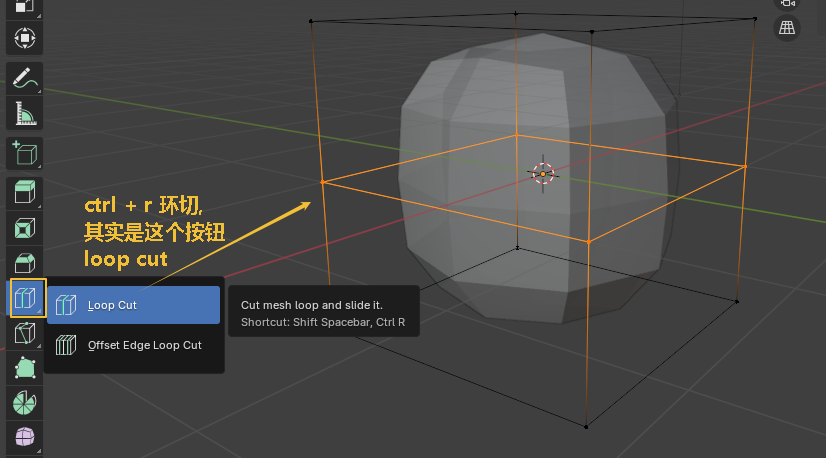 ctrl + r 环切,
其实是这个按钮
loop cut
Loop Cut
Cut mesh loop and slide it.
Shortcut: Shift Spacebar, Ctrl R
Offset Edge Loop Cut